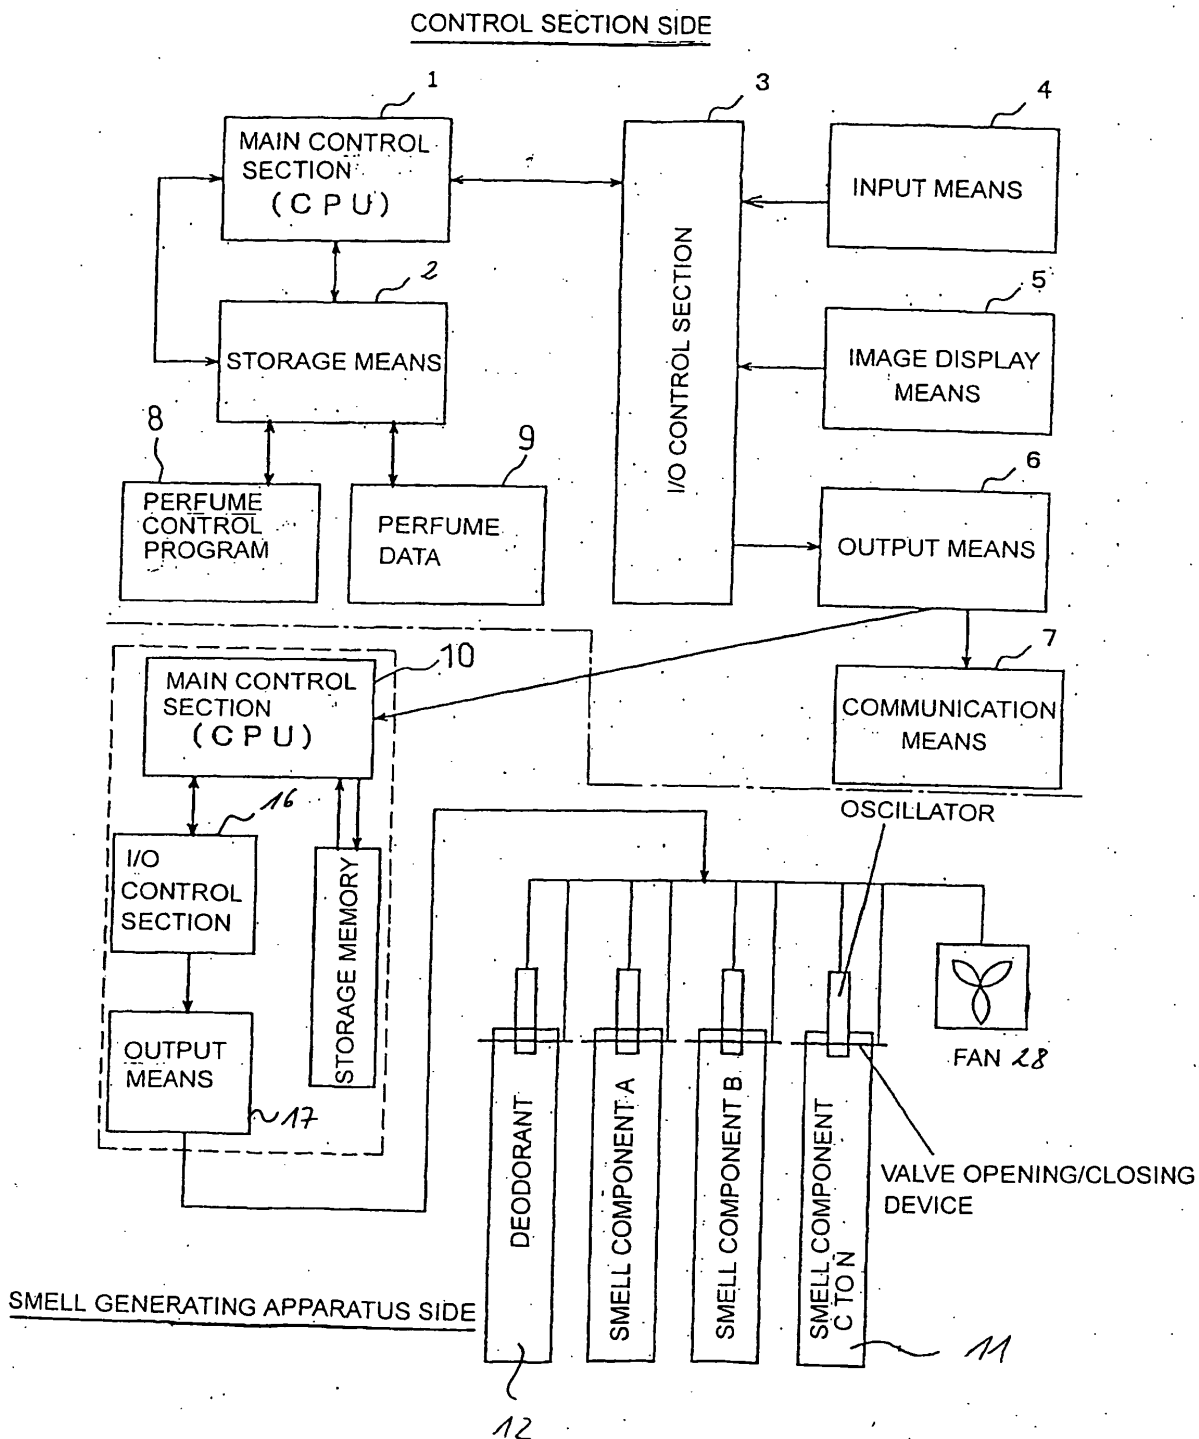 CONTROL SECTION SIDE
1
MAIN CONTROL
SECTION
(CPU)
2
STORAGE MEANS
8
PERFUME
CONTROL
PROGRAM
9
PERFUME
DATA
3
I/O CONTROL SECTION
4
INPUT MEANS
5
IMAGE DISPLAY
MEANS
6
OUTPUT MEANS
7
COMMUNICATION
MEANS
10
MAIN CONTROL
SECTION
(CPU)
16
I/O
CONTROL
SECTION
STORAGE MEMORY
OUTPUT
MEANS
17
OSCILLATOR
FAN 28
DEODORANT
SMELL COMPONENT A
SMELL COMPONENT B
SMELL COMPONENT
C TO N
VALVE OPENING/CLOSING
DEVICE
SMELL GENERATING APPARATUS SIDE
11
12